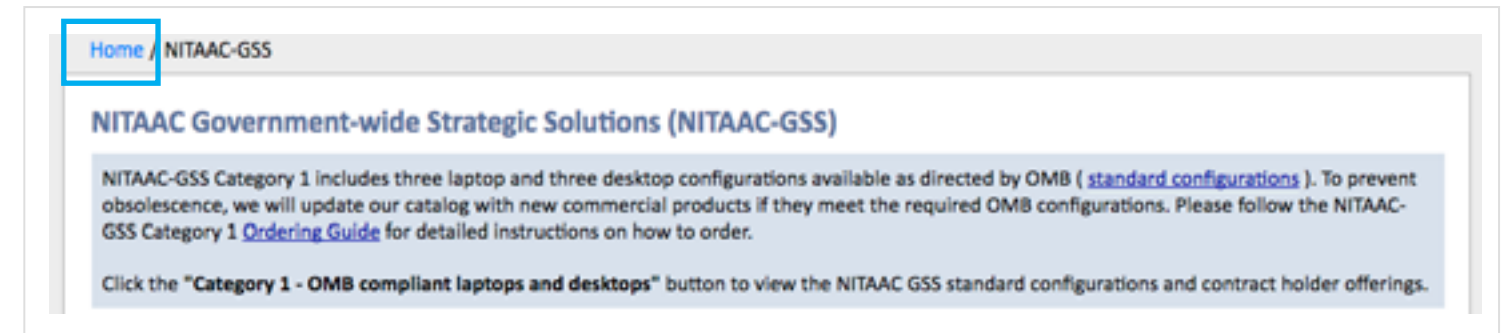 Home / NITAAC-GSS
NITAAC Government-wide Strategic Solutions (NITAAC-GSS)
NITAAC-GSS Category 1 includes three laptop and three desktop configurations available as directed by OMB ( standard configurations ). To prevent
obsolescence, we will update our catalog with new commercial products if they meet the required OMB configurations. Please follow the NITAAC-
GSS Category 1 Ordering Guide for detailed instructions on how to order.
Click the "Category 1 - OMB compliant laptops and desktops" button to view the NITAAC GSS standard configurations and contract holder offerings.